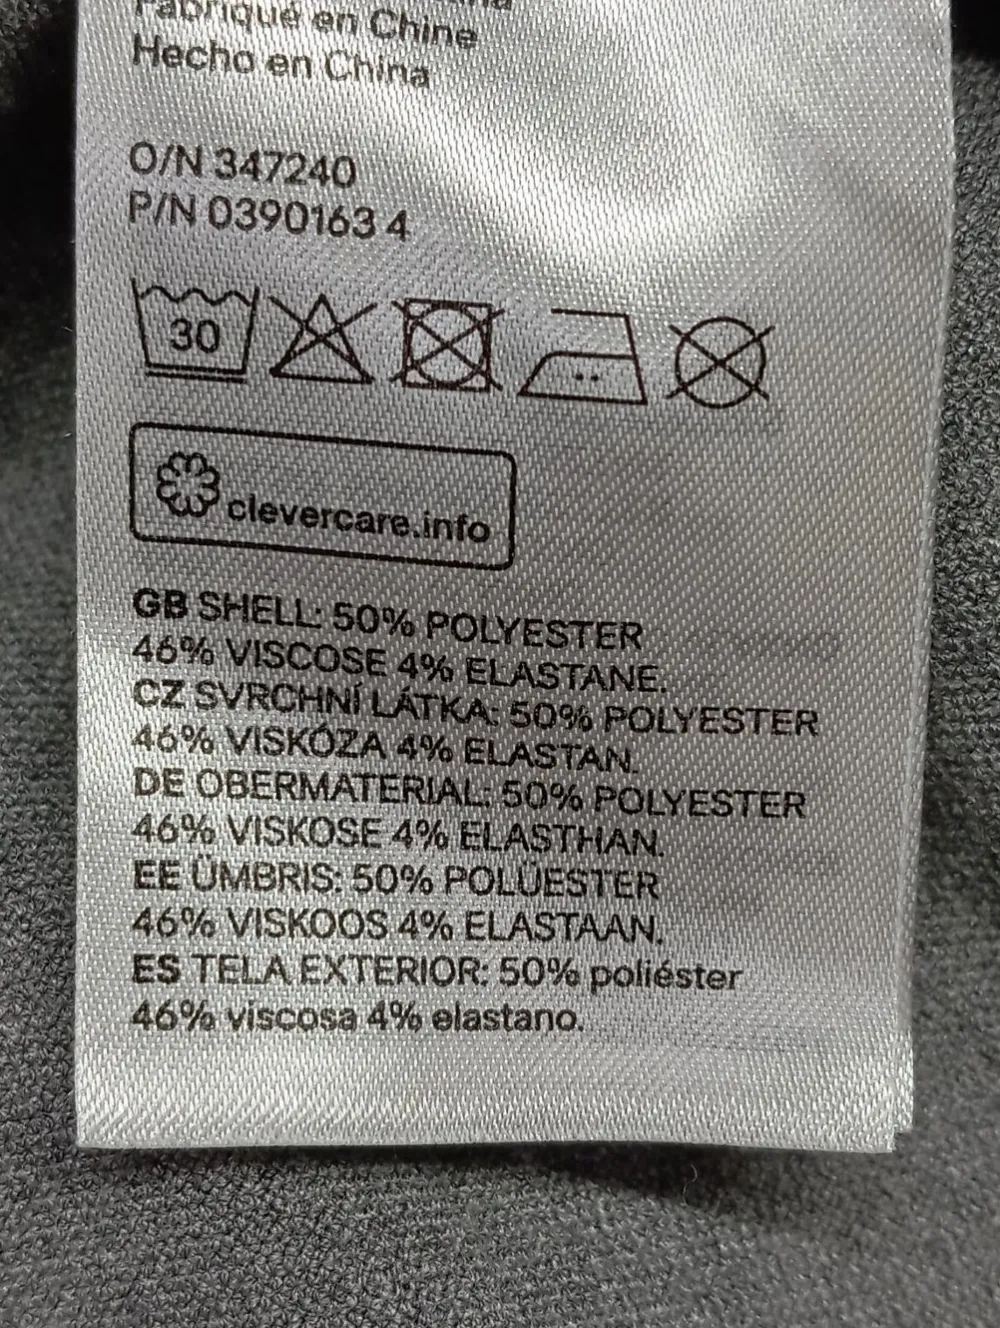 Fabriqué en Chine
Hecho en China
O/N 347240
P/N 0390163 4
30
clevercare.info
GB SHELL: 50% POLYESTER
46% VISCOSE 4% ELASTANE.
CZ SVRCHNÍ LÁTKA: 50% POLYESTER
46% VISKÓZA 4% ELASTAN.
DE OBERMATERIAL: 50% POLYESTER
46% VISKOSE 4% ELASTHAN.
EE ÜMBRIS: 50% POLÜESTER
46% VISKOOS 4% ELASTAAN.
ES TELA EXTERIOR: 50% poliéster
46% viscosa 4% elastano.